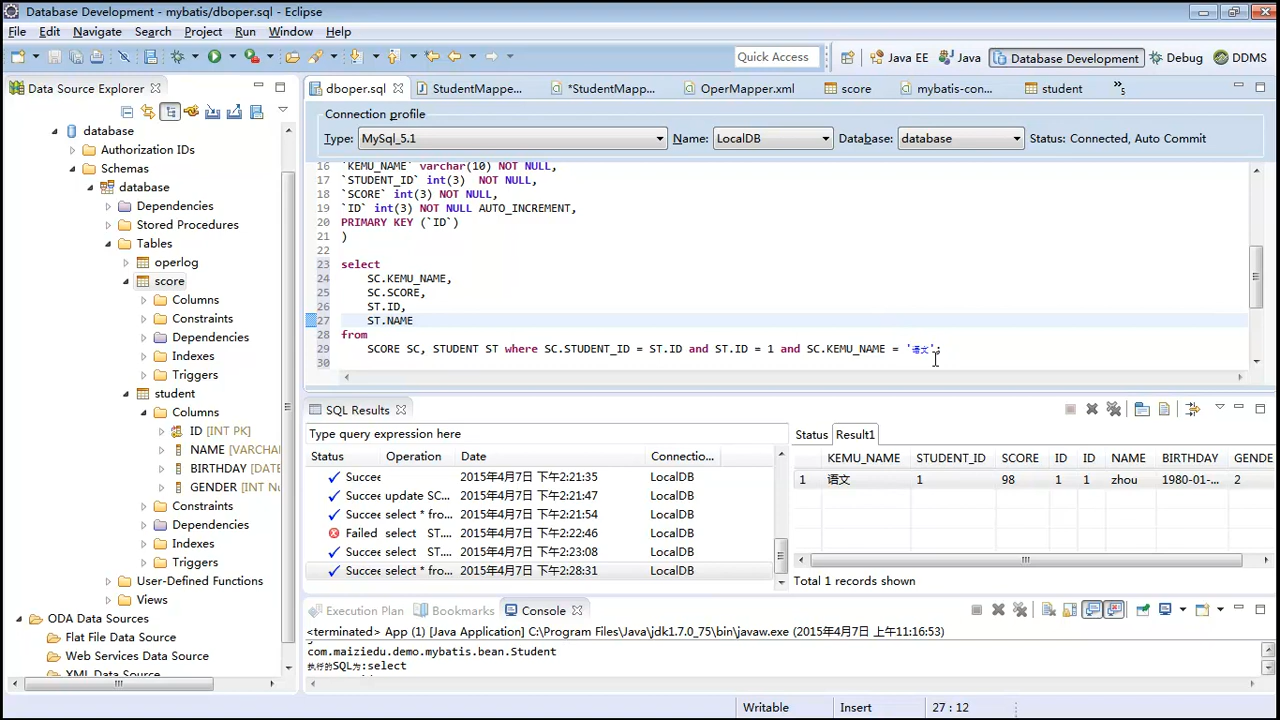 Database Development - mybatis/dboper.sql - Eclipse
File Edit Navigate Search Project Run Window Help
Quick Access
Java EE
Java
Database Development
Debug
DDMS
Data Source Explorer
dboper.sql
StudentMappe...
*StudentMapp...
OperMapper.xml
score
mybatis-con...
student
»5
Connection profile
Type: MySql_5.1 Name: LocalDB Database: database Status: Connected, Auto Commit
database
Authorization IDs
Schemas
database
Dependencies
Stored Procedures
Tables
operlog
score
Columns
Constraints
Dependencies
Indexes
Triggers
student
Columns
ID [INT PK]
NAME [VARCHAR
BIRTHDAY [DATE
GENDER [INT Nu
Constraints
Dependencies
Indexes
Triggers
User-Defined Functions
Views
ODA Data Sources
Flat File Data Source
Web Services Data Source
XML Data Source
16 `KEMU_NAME` varchar(10) NOT NULL,
17 `STUDENT_ID` int(3)  NOT NULL,
18 `SCORE` int(3) NOT NULL,
19 `ID` int(3) NOT NULL AUTO_INCREMENT,
20 PRIMARY KEY (`ID`)
21 )
22
23 select
24 SC.KEMU_NAME,
25 SC.SCORE,
26 ST.ID,
27 ST.NAME
28 from
29 SCORE SC, STUDENT ST where SC.STUDENT_ID = ST.ID and ST.ID = 1 and SC.KEMU_NAME = '语文';
30
SQL Results
Type query expression here
Status Operation Date Connectio...
Succe 2015年4月7日 下午2:21:35 LocalDB
Succe update SC... 2015年4月7日 下午2:21:47 LocalDB
Succe select * fro... 2015年4月7日 下午2:21:54 LocalDB
Failed select ST.... 2015年4月7日 下午2:22:46 LocalDB
Succe select ST.... 2015年4月7日 下午2:23:08 LocalDB
Succe select * fro... 2015年4月7日 下午2:28:31 LocalDB
Status Result1
KEMU_NAME STUDENT_ID SCORE ID ID NAME BIRTHDAY GENDE
1 语文 1 98 1 1 zhou 1980-01-... 2
Total 1 records shown
Execution Plan Bookmarks Console
<terminated> App (1) [Java Application] C:\Program Files\Java\jdk1.7.0_75\bin\javaw.exe (2015年4月7日 上午11:16:53)
com.maiziedu.demo.mybatis.bean.Student
执行的SQL为:select
Writable Insert 27 : 12